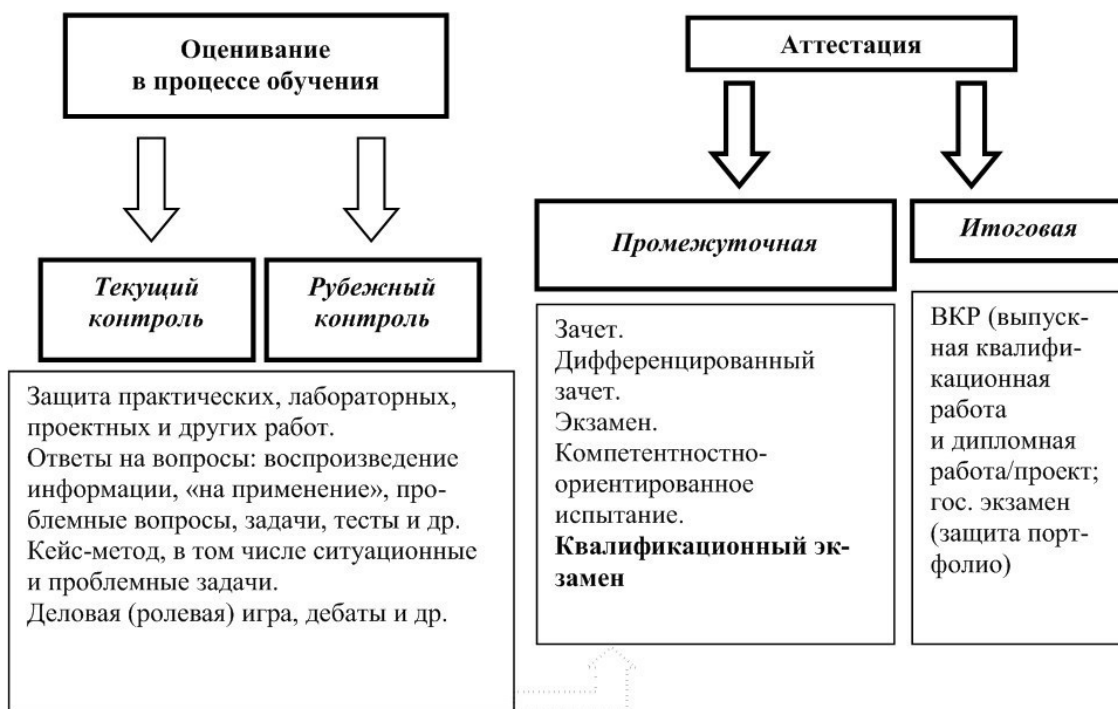 Оценивание
в процессе обучения
Текущий
контроль
Рубежный
контроль
Защита практических, лабораторных,
проектных и других работ.
Ответы на вопросы: воспроизведение
информации, «на применение», про-
блемные вопросы, задачи, тесты и др.
Кейс-метод, в том числе ситуационные
и проблемные задачи.
Деловая (ролевая) игра, дебаты и др.
Аттестация
Промежуточная
Зачет.
Дифференцированный
зачет.
Экзамен.
Компетентностно-
ориентированное
испытание.
Квалификационный эк-
замен
Итоговая
ВКР (выпуск-
ная квалифи-
кационная
работа
и дипломная
работа/проект;
гос. экзамен
(защита порт-
фолио)